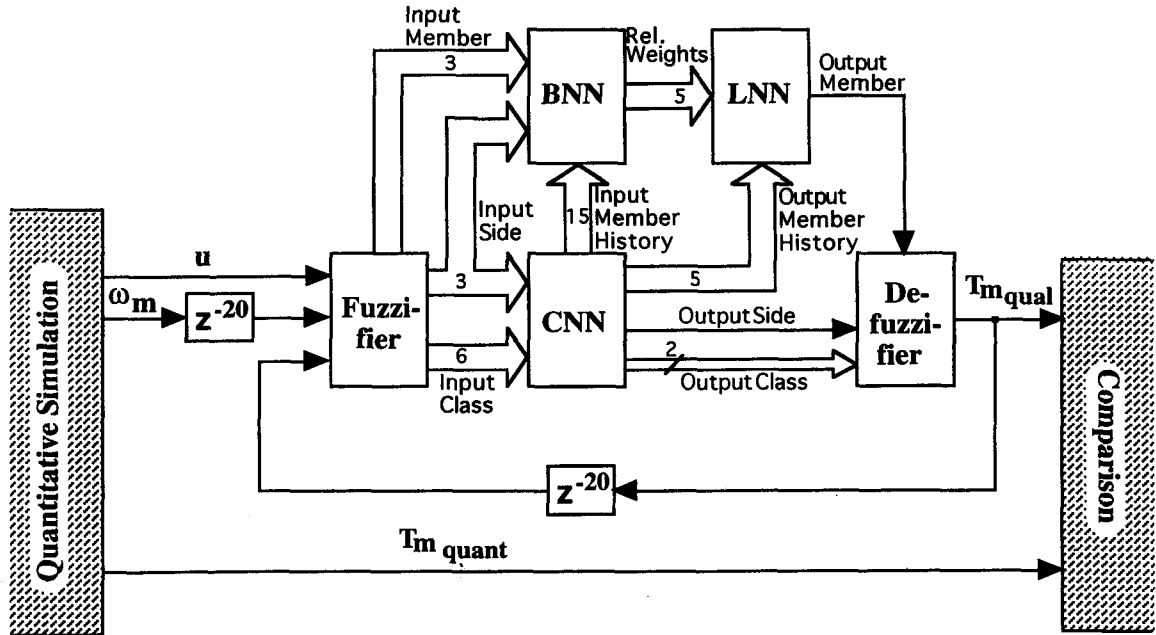 Input
Member
3
BNN
Rel.
Weights
5
LNN
Output
Member
Input
Side
15
Input
Member
History
Output
Member
History
Quantitative Simulation
u
ωm
z-20
Fuzzi-
fier
3
6
Input
Class
CNN
5
Output Side
2
Output Class
De-
fuzzi-
fier
Tm qual
Comparison
z-20
Tm quant